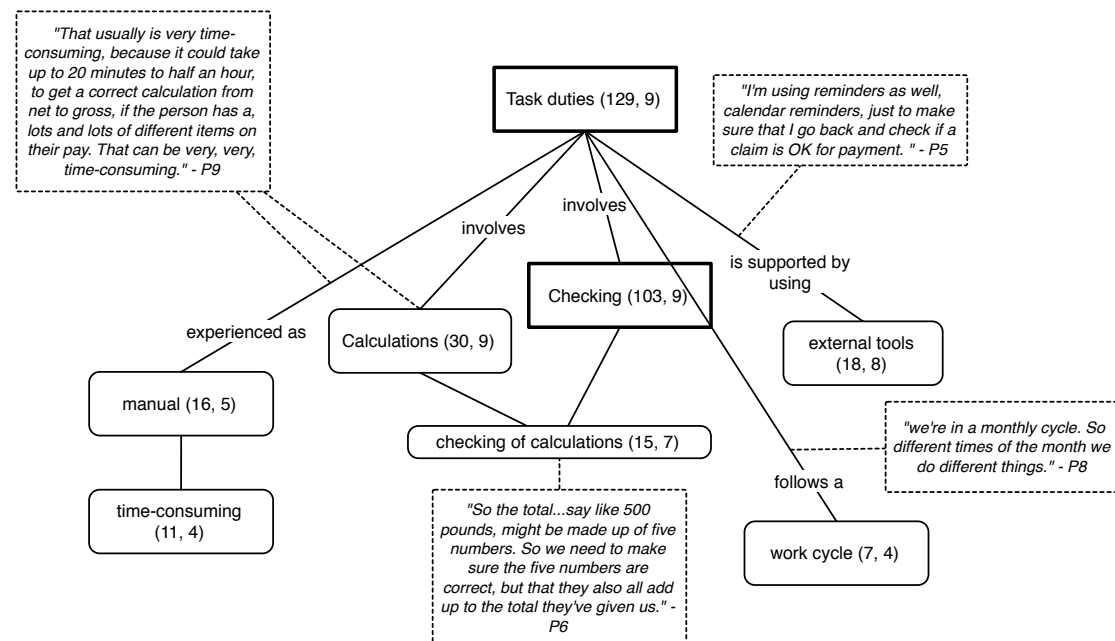 "That usually is very time-
consuming, because it could take
up to 20 minutes to half an hour,
to get a correct calculation from
net to gross, if the person has a,
lots and lots of different items on
their pay. That can be very, very,
time-consuming." - P9
Task duties (129, 9)
"I'm using reminders as well,
calendar reminders, just to make
sure that I go back and check if a
claim is OK for payment. " - P5
involves
involves
is supported by
using
Checking (103, 9)
experienced as
Calculations (30, 9)
external tools
(18, 8)
manual (16, 5)
checking of calculations (15, 7)
"we're in a monthly cycle. So
different times of the month we
do different things." - P8
follows a
time-consuming
(11, 4)
"So the total...say like 500
pounds, might be made up of five
numbers. So we need to make
sure the five numbers are
correct, but that they also all add
up to the total they've given us." -
P6
work cycle (7, 4)